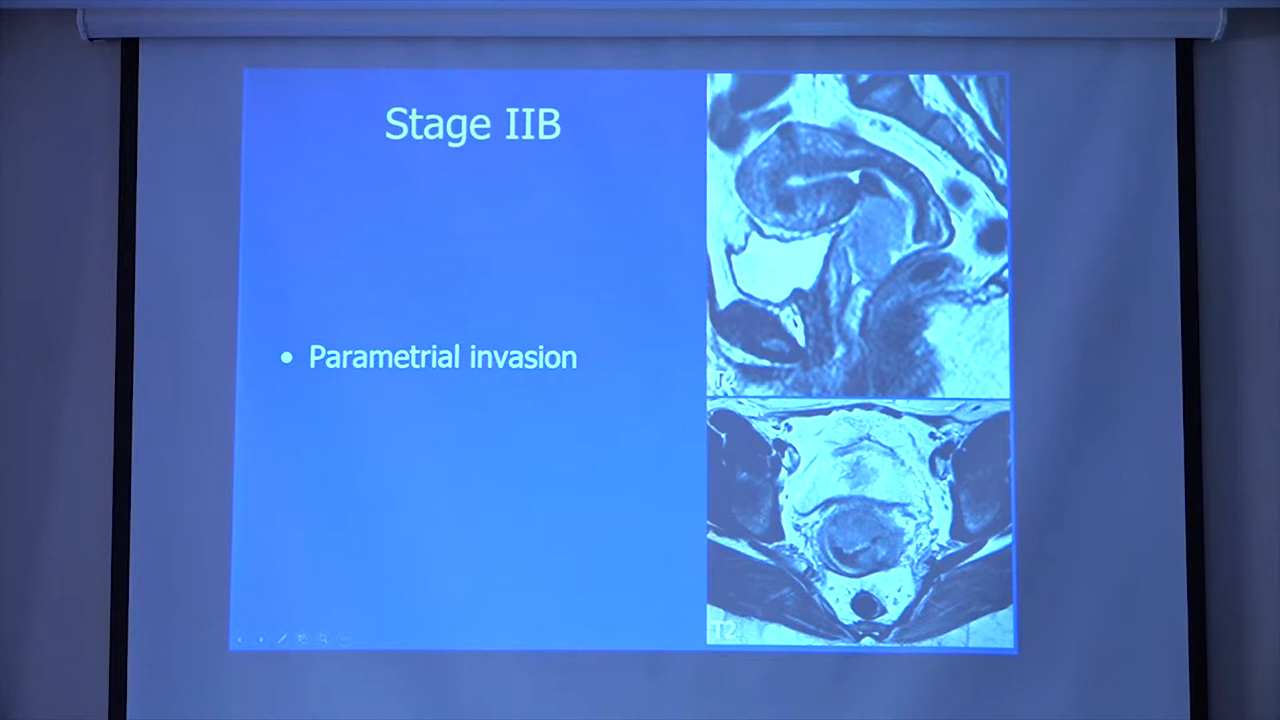 Stage IIB
• Parametrial invasion
T2
T2